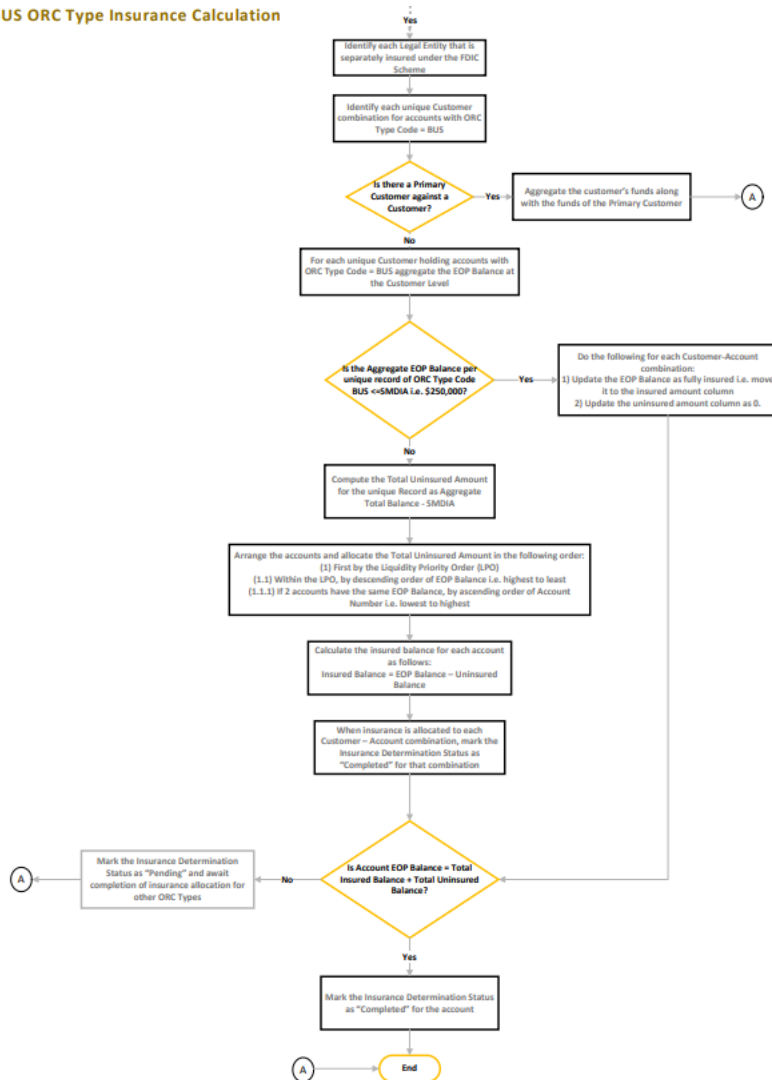 US ORC Type Insurance Calculation
Yes
Identify each Legal Entity that is
separately insured under the FDIC
Scheme
Identify each unique Customer
combination for accounts with ORC
Type Code = BUS
Is there a Primary
Customer against a
Customer?
Yes
Aggregate the customer's funds along
with the funds of the Primary Customer
A
No
For each unique Customer holding accounts with
ORC Type Code = BUS aggregate the EOP Balance at
the Customer Level
Is the Aggregate EOP Balance per
unique record of ORC Type Code
BUS <=SMDIA i.e. $250,000?
Yes
Do the following for each Customer-Account
combination:
1) Update the EOP Balance as fully insured i.e. move
it to the insured amount column
2) Update the uninsured amount column as 0.
No
Compute the Total Uninsured Amount
for the unique Record as Aggregate
Total Balance - SMDIA
Arrange the accounts and allocate the Total Uninsured Amount in the following order:
(1) First by the Liquidity Priority Order (LPO)
(1.1) Within the LPO, by descending order of EOP Balance i.e. highest to least
(1.1.1) If 2 accounts have the same EOP Balance, by ascending order of Account
Number i.e. lowest to highest
Calculate the insured balance for each account
as follows:
Insured Balance = EOP Balance – Uninsured
Balance
When insurance is allocated to each
Customer – Account combination, mark the
Insurance Determination Status as
"Completed" for that combination
Is Account EOP Balance = Total
Insured Balance + Total Uninsured
Balance?
No
Mark the Insurance Determination
Status as "Pending" and await
completion of insurance allocation for
other ORC Types
A
Yes
Mark the Insurance Determination Status
as "Completed" for the account
A
End